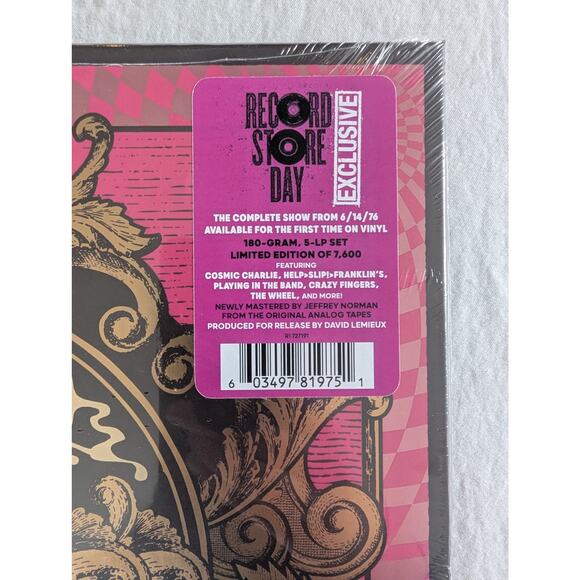 RECORD
STORE
DAY
EXCLUSIVE
THE COMPLETE SHOW FROM 6/14/76
AVAILABLE FOR THE FIRST TIME ON VINYL
180-GRAM, 5-LP SET
LIMITED EDITION OF 7,600
FEATURING
COSMIC CHARLIE, HELP>SLIP!>FRANKLIN'S,
PLAYING IN THE BAND, CRAZY FINGERS,
THE WHEEL, AND MORE!
NEWLY MASTERED BY JEFFREY NORMAN
FROM THE ORIGINAL ANALOG TAPES
PRODUCED FOR RELEASE BY DAVID LEMIEUX
R1 727191
6 03497 81975 1